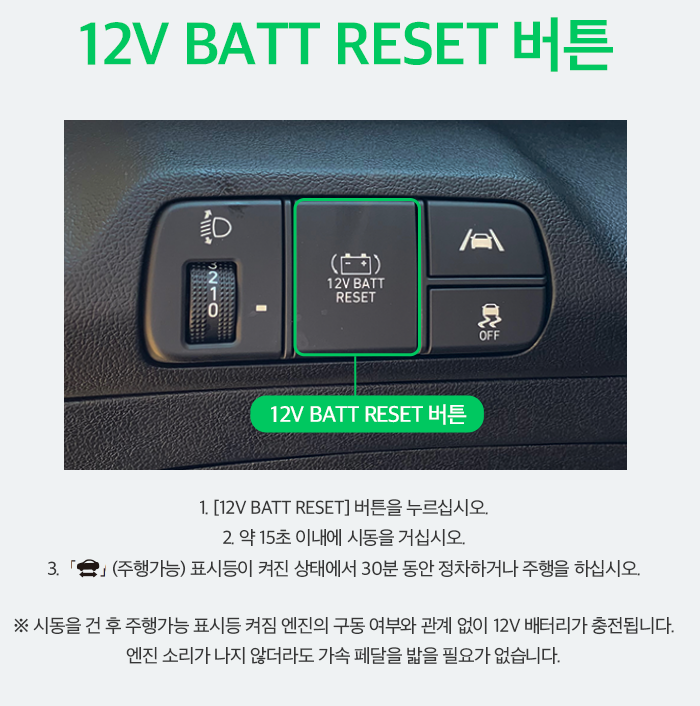 12V BATT RESET 버튼
3
2
1
0
12V BATT
RESET
OFF
12V BATT RESET 버튼
1. [12V BATT RESET] 버튼을 누르십시오.
2. 약 15초 이내에 시동을 거십시오.
3. 「」 (주행가능) 표시등이 켜진 상태에서 30분 동안 정차하거나 주행을 하십시오.
※ 시동을 건 후 주행가능 표시등 켜짐 엔진의 구동 여부와 관계 없이 12V 배터리가 충전됩니다.
엔진 소리가 나지 않더라도 가속 페달을 밟을 필요가 없습니다.